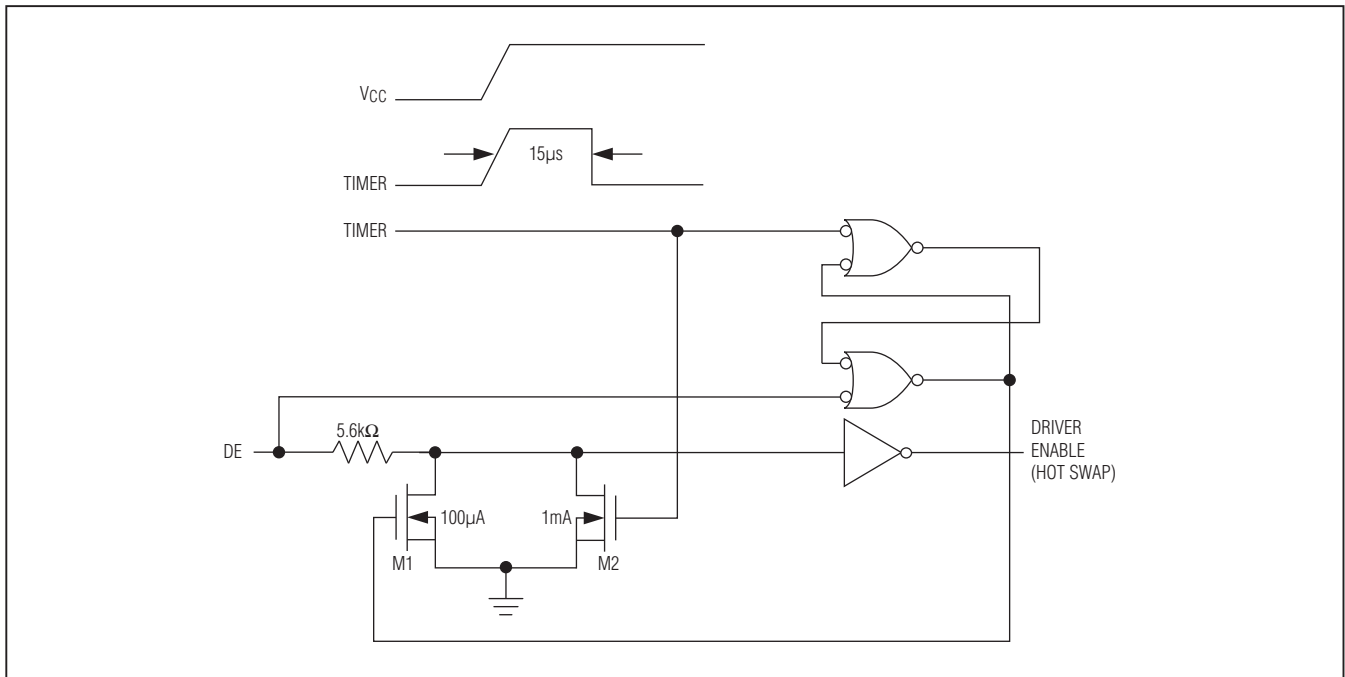 VCC
15µs
TIMER
TIMER
5.6kΩ
DE
DRIVER
ENABLE
(HOT SWAP)
100µA
1mA
M1
M2